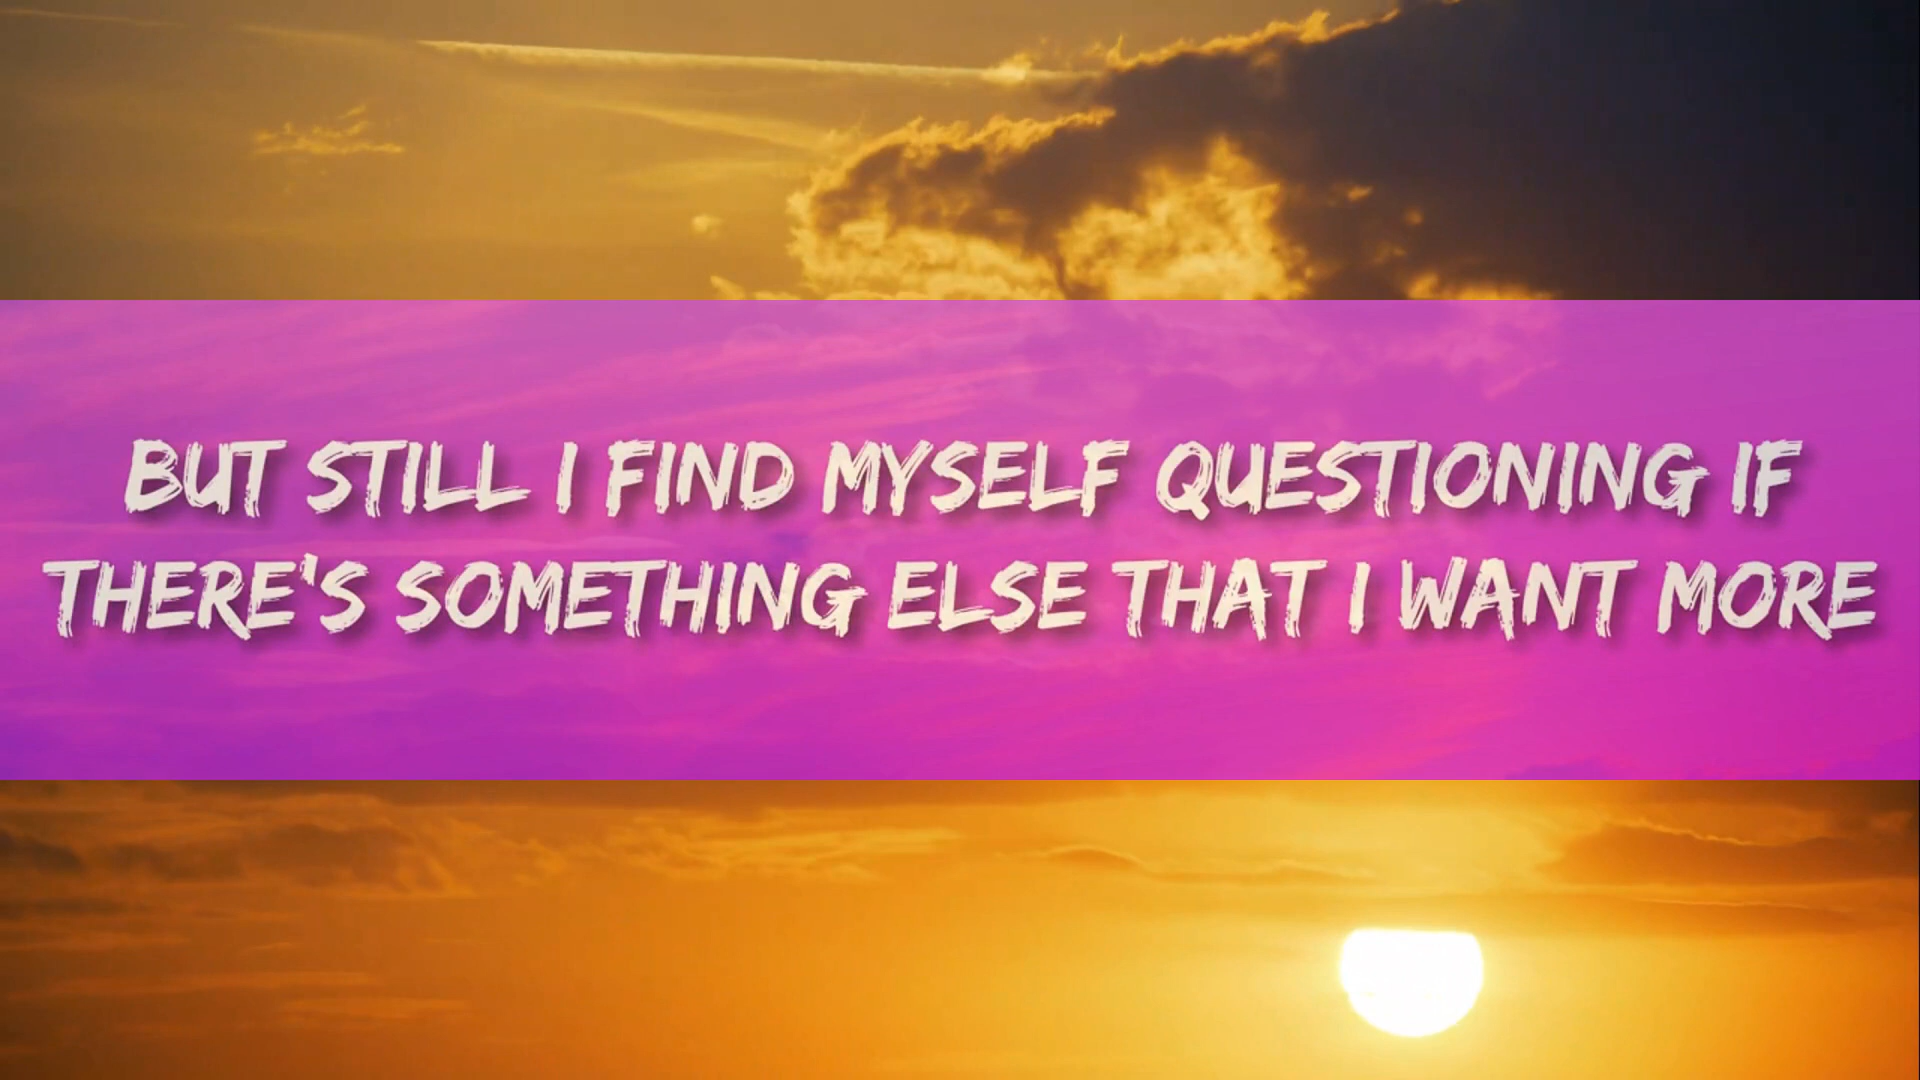 BUT STILL I FIND MYSELF QUESTIONING IF
THERE'S SOMETHING ELSE THAT I WANT MORE